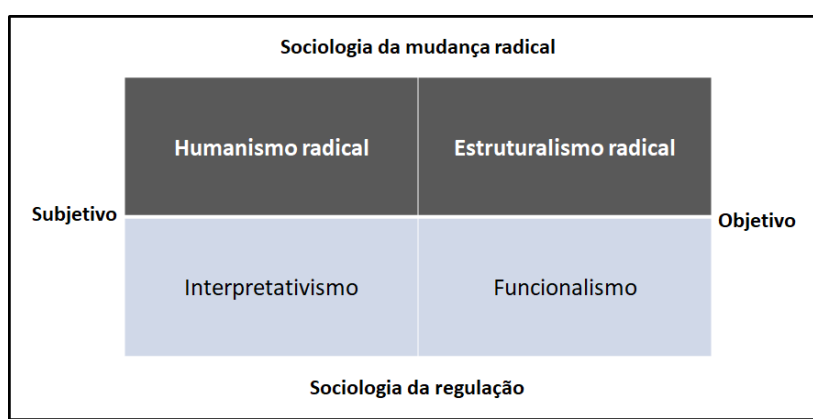 Sociologia da mudança radical
Humanismo radical
Estruturalismo radical
Subjetivo
Objetivo
Interpretativismo
Funcionalismo
Sociologia da regulação